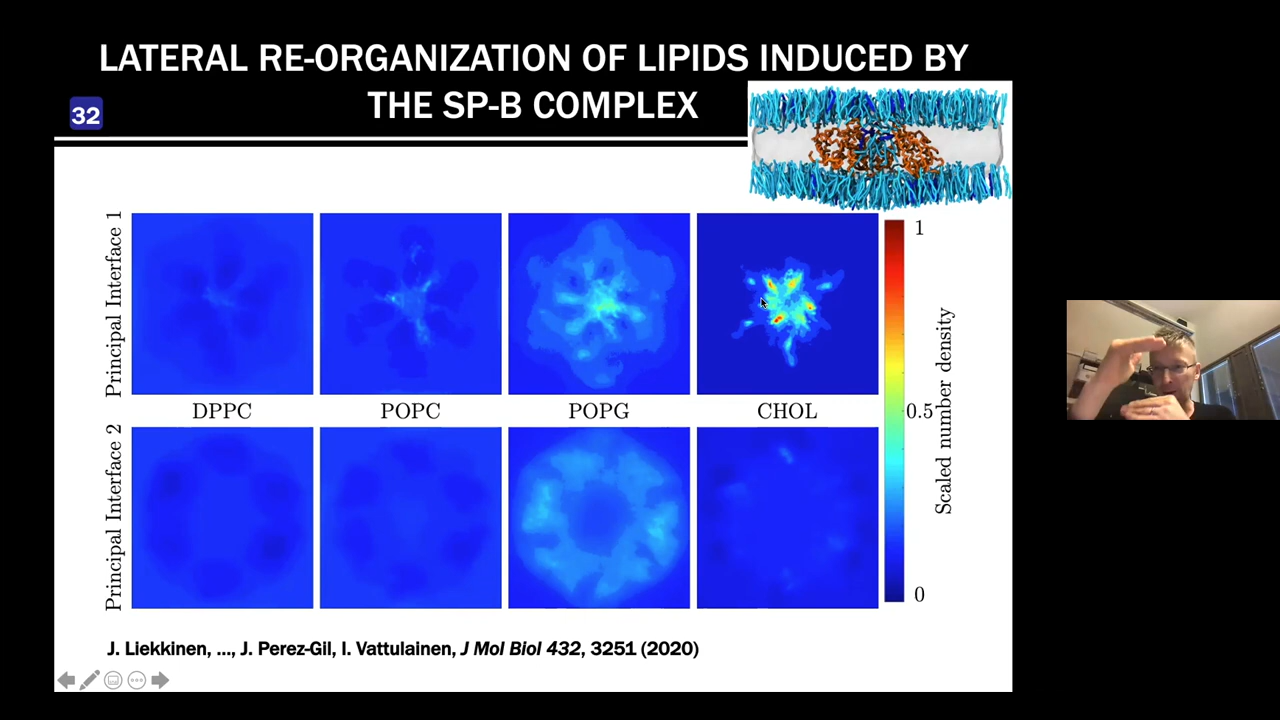 LATERAL RE-ORGANIZATION OF LIPIDS INDUCED BY
THE SP-B COMPLEX
32
Principal Interface 1
DPPC
POPC
POPG
CHOL
Principal Interface 2
1
0.5
0
Scaled number density
J. Liekkinen, ..., J. Perez-Gil, I. Vattulainen, J Mol Biol 432, 3251 (2020)